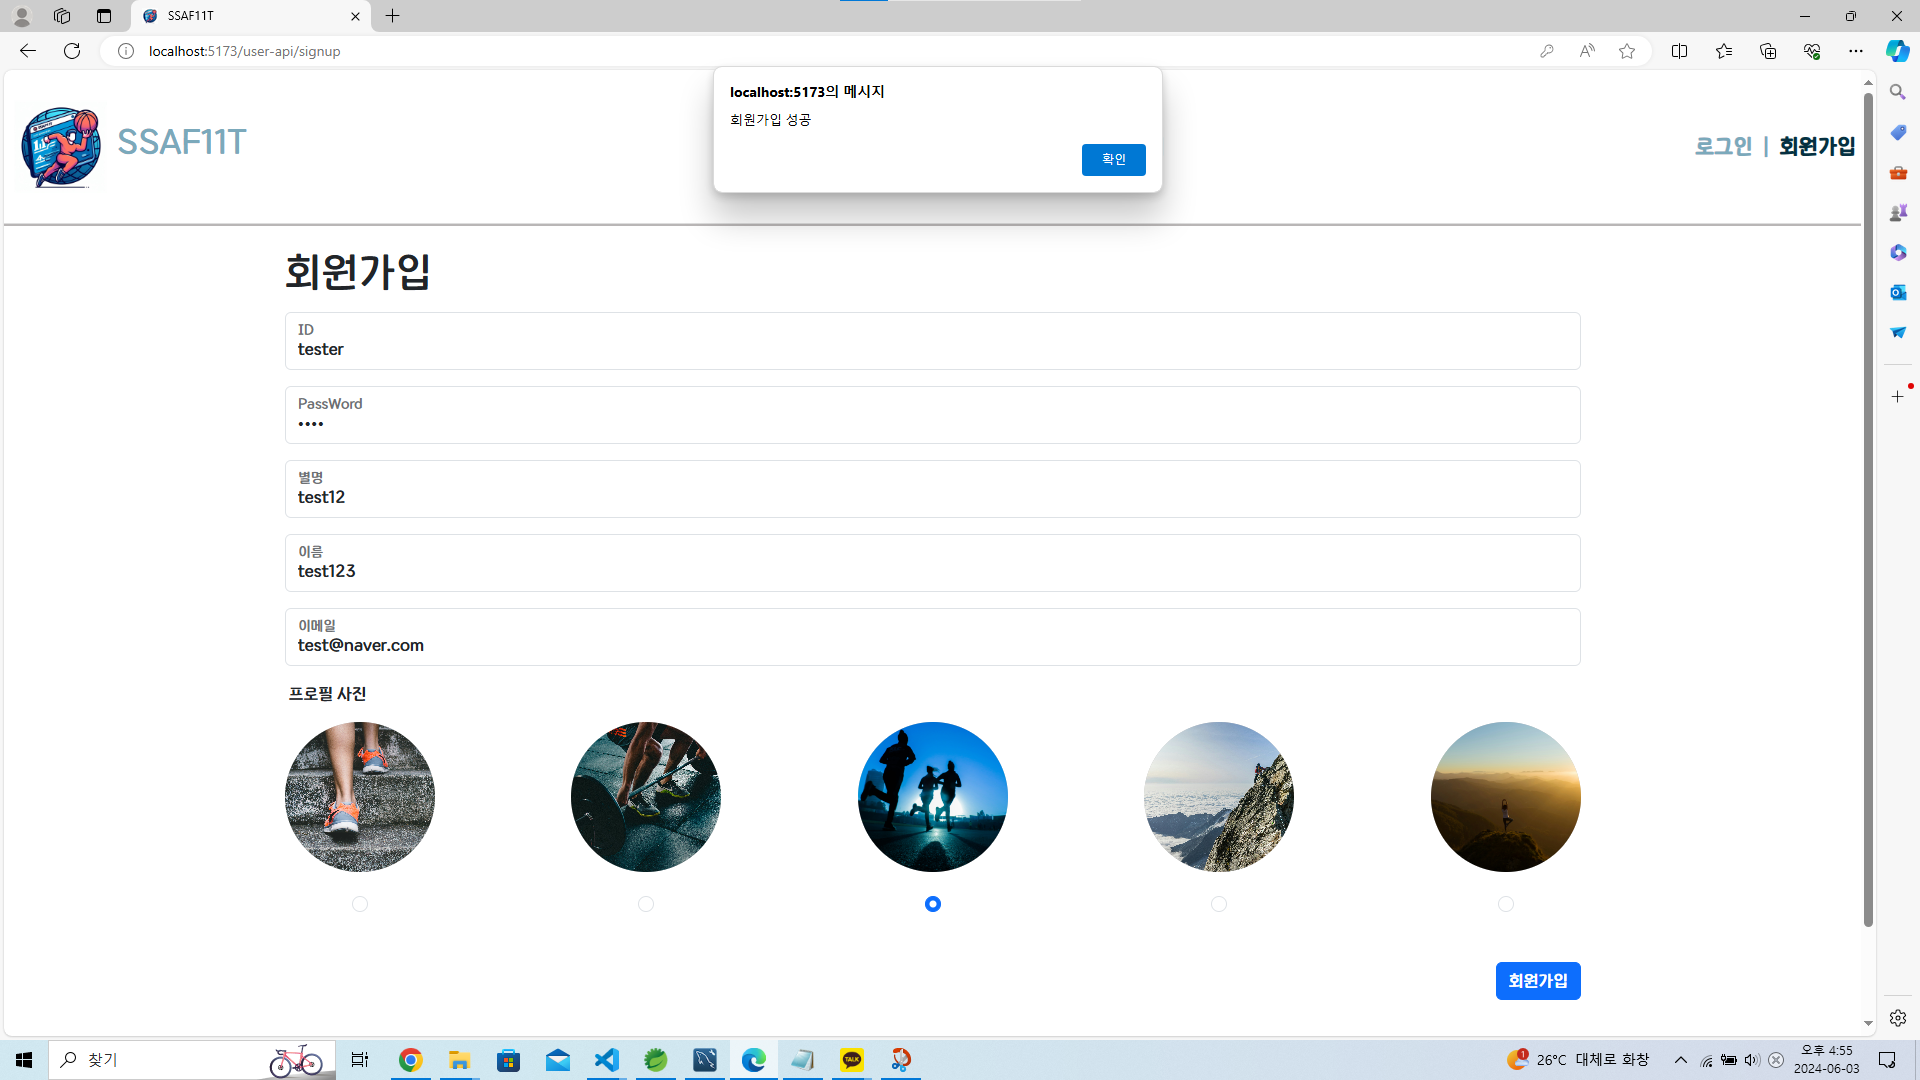 SSAF11T
localhost:5173/user-api/signup
localhost:5173의 메시지
회원가입 성공
확인
SSAF11T
로그인 | 회원가입
회원가입
ID
tester
PassWord
••••
별명
test12
이름
test123
이메일
test@naver.com
프로필 사진
회원가입
찾기
TALK
1
26°C 대체로 화창
오후 4:55
2024-06-03